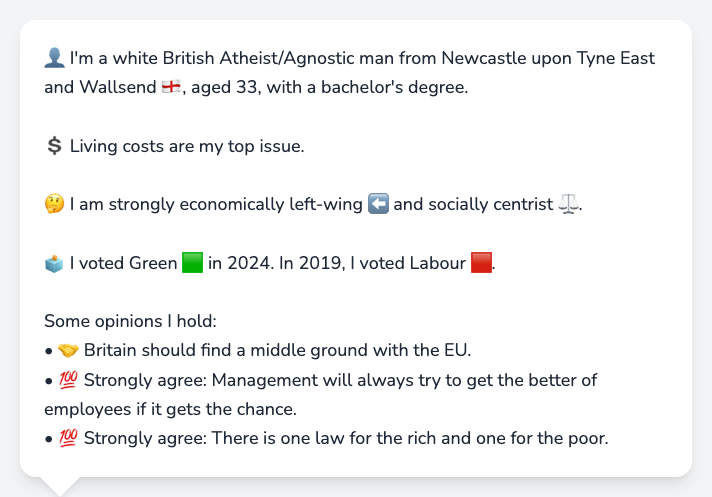 👤 I'm a white British Atheist/Agnostic man from Newcastle upon Tyne East
and Wallsend 🏴󠁧󠁢󠁥󠁮󠁧󠁿, aged 33, with a bachelor's degree.
💲 Living costs are my top issue.
🤔 I am strongly economically left-wing ⬅️ and socially centrist ⚖️.
🗳️ I voted Green 🟩 in 2024. In 2019, I voted Labour 🟥.
Some opinions I hold:
• 🤝 Britain should find a middle ground with the EU.
• 💯 Strongly agree: Management will always try to get the better of
employees if it gets the chance.
• 💯 Strongly agree: There is one law for the rich and one for the poor.